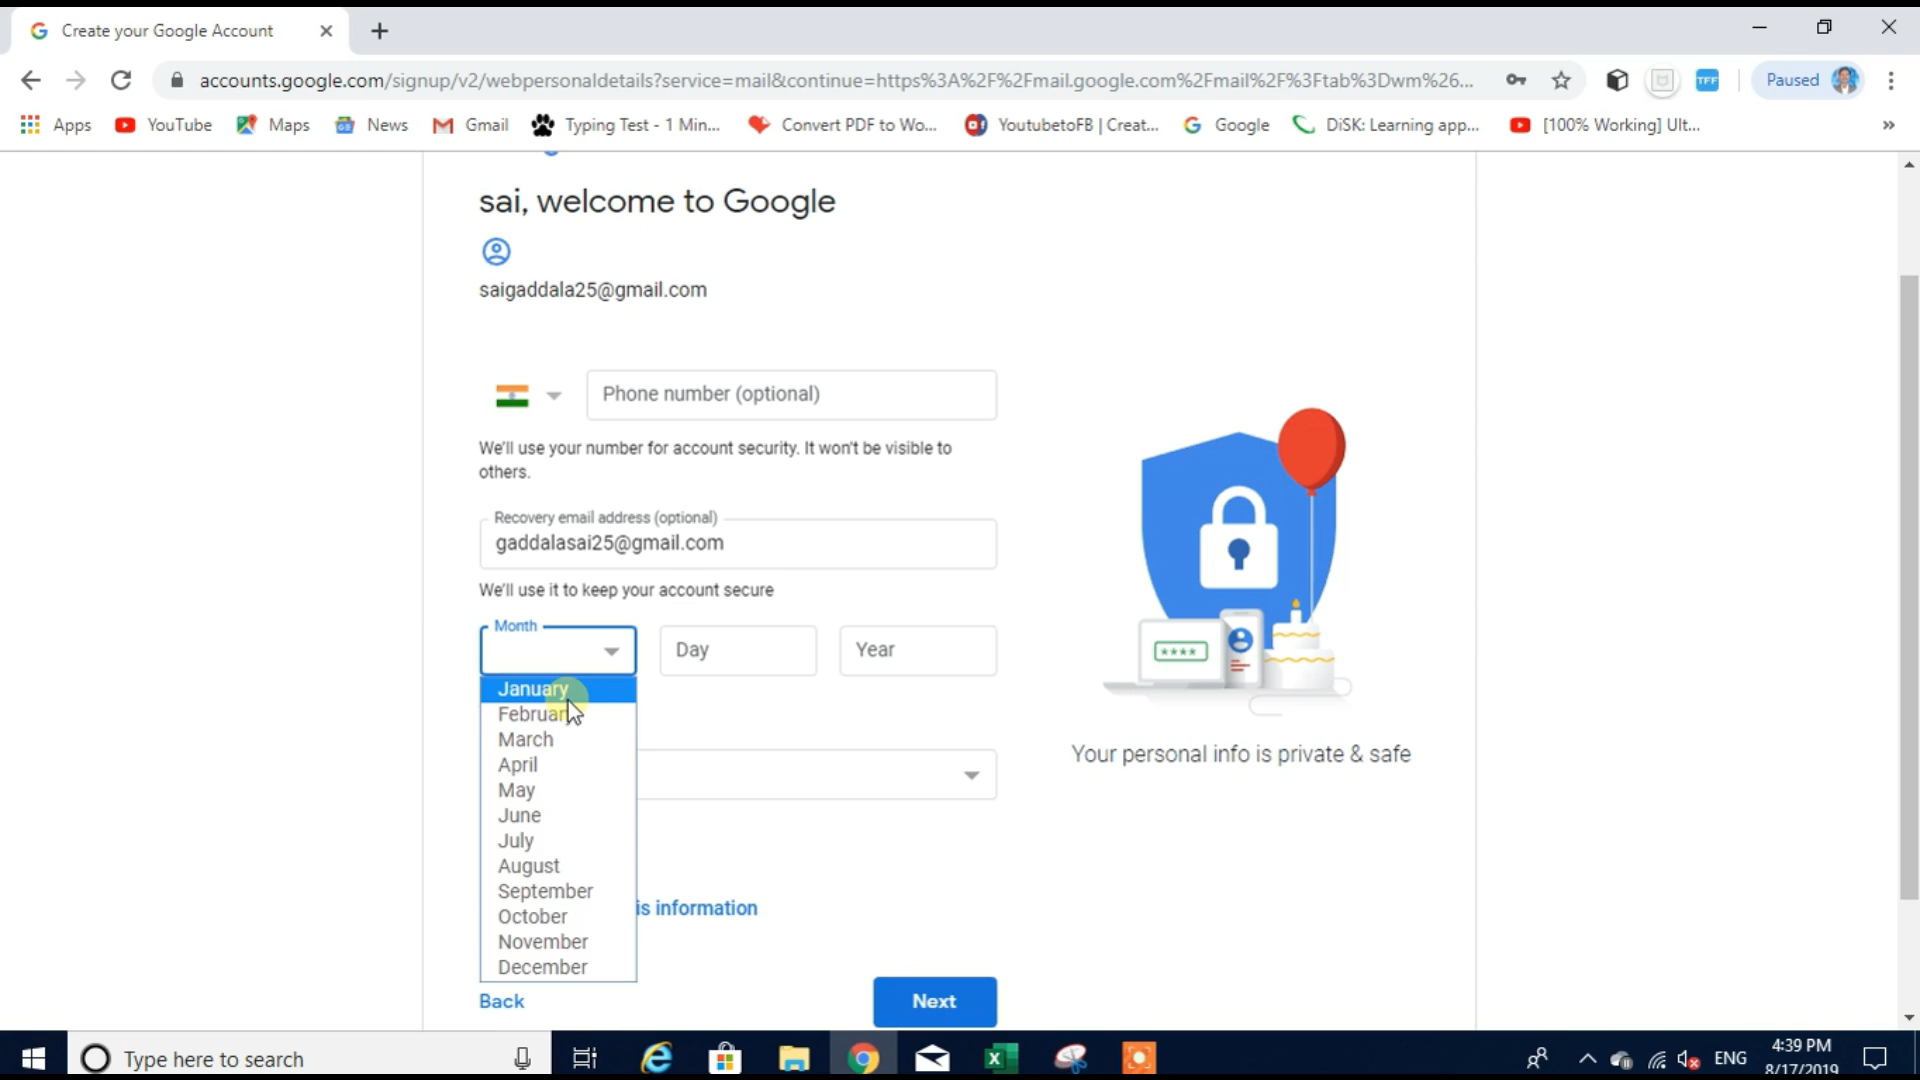 Create your Google Account
accounts.google.com/signup/v2/webpersonaldetails?service=mail&continue=https%3A%2F%2Fmail.google.com%2Fmail%2F%3Ftab%3Dwm%26...
TFF
Paused
Apps YouTube Maps News Gmail Typing Test - 1 Min... Convert PDF to Wo... YoutubetoFB | Creat... Google DiSK: Learning app... [100% Working] Ult... »
sai, welcome to Google
saigaddala25@gmail.com
Phone number (optional)
We'll use your number for account security. It won't be visible to
others.
Recovery email address (optional)
gaddalasai25@gmail.com
We'll use it to keep your account secure
Month
Day
Year
January
February
March
April
May
June
July
August
September
October
November
December
is information
Back
Next
****
Your personal info is private & safe
Type here to search
ENG
4:39 PM
8/17/2019